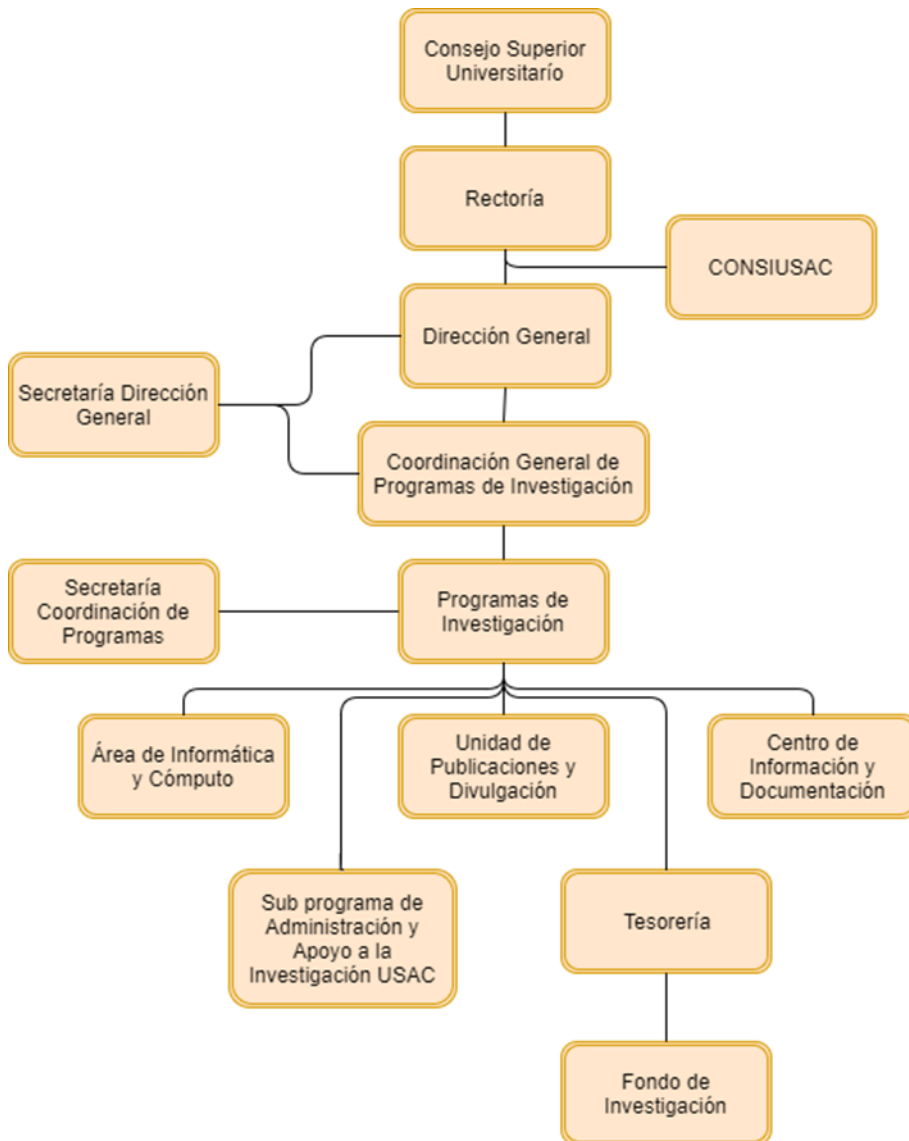 Consejo Superior
Universitarío
Rectoría
CONSIUSAC
Dirección General
Secretaría Dirección
General
Coordinación General de
Programas de Investigación
Secretaría
Coordinación de
Programas
Programas de
Investigación
Área de Informática
y Cómputo
Unidad de
Publicaciones y
Divulgación
Centro de
Información y
Documentación
Sub programa de
Administración y
Apoyo a la
Investigación USAC
Tesorería
Fondo de
Investigación